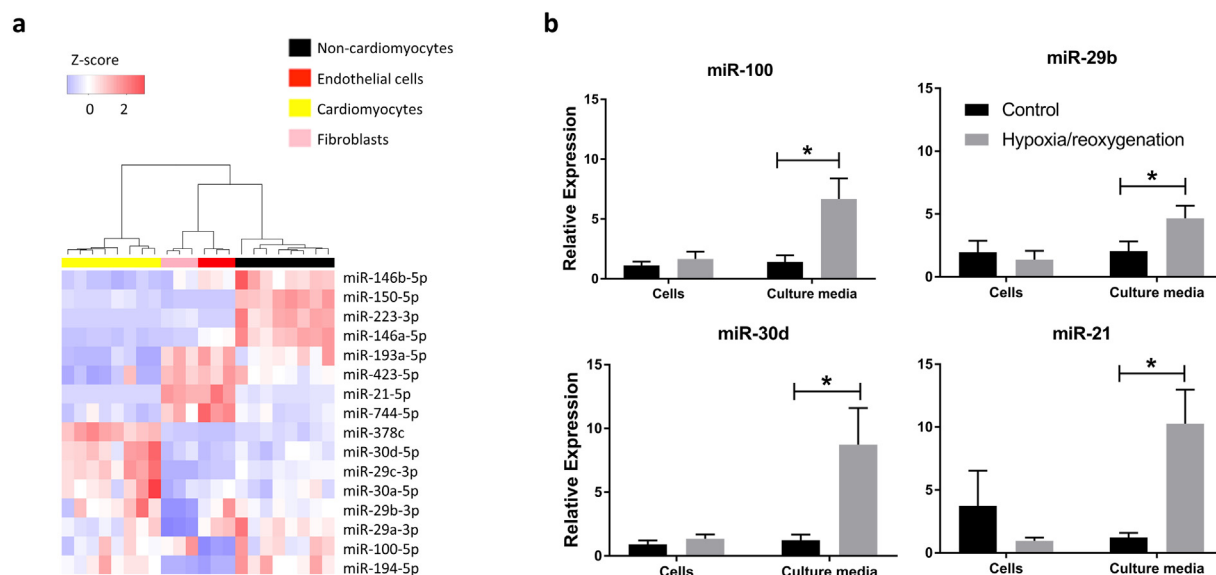 a
Z-score
0 2
Non-cardiomyocytes
Endothelial cells
Cardiomyocytes
Fibroblasts
miR-146b-5p
miR-150-5p
miR-223-3p
miR-146a-5p
miR-193a-5p
miR-423-5p
miR-21-5p
miR-744-5p
miR-378c
miR-30d-5p
miR-29c-3p
miR-30a-5p
miR-29b-3p
miR-29a-3p
miR-100-5p
miR-194-5p
b
miR-100
Relative Expression
15
10
5
0
*
Cells Culture media
miR-29b
15
10
5
0
Control
Hypoxia/reoxygenation
*
Cells Culture media
miR-30d
Relative Expression
15
10
5
0
*
Cells Culture media
miR-21
15
10
5
0
*
Cells Culture media